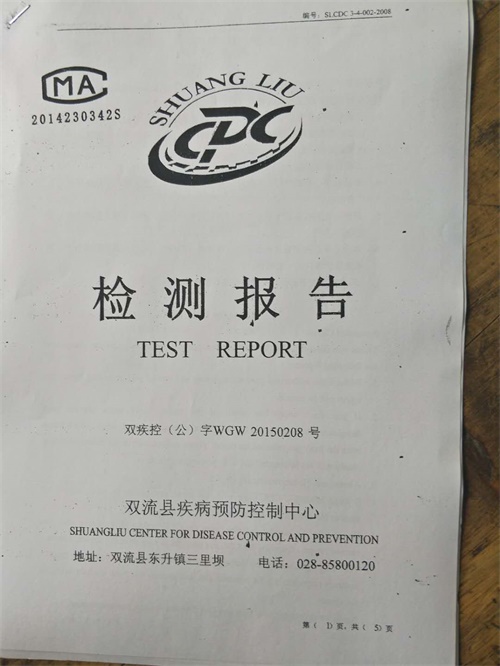 编号: SLCDC 3-4-002-2008
CMA
2014230342S
SHUANG LIU
CDC
检测报告
TEST REPORT
双疾控（公）字WGW 20150208 号
双流县疾病预防控制中心
SHUANGLIU CENTER FOR DISEASE CONTROL AND PREVENTION
地址: 双流县东升镇三里坝 电话: 028-85800120
第（ 1）页, 共（ 5）页